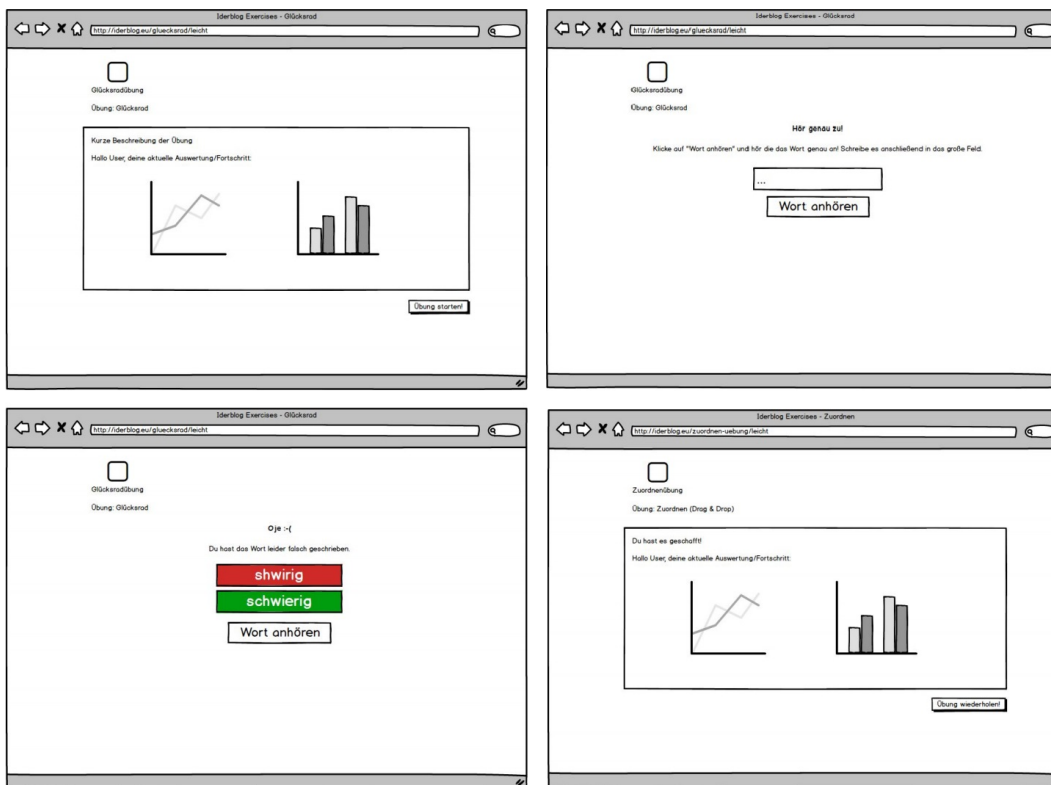 Iderblog Exercises - Glücksrad
http://iderblog.eu/gluecksrad/leicht
Glücksradübung
Übung: Glücksrad
Kurze Beschreibung der Übung
Hallo User, deine aktuelle Auswertung/Fortschritt:
Übung starten!
Iderblog Exercises - Glücksrad
http://iderblog.eu/gluecksrad/leicht
Glücksradübung
Übung: Glücksrad
Hör genau zu!
Klicke auf "Wort anhören" und hör die das Wort genau an! Schreibe es anschließend in das große Feld.
...
Wort anhören
Iderblog Exercises - Glücksrad
http://iderblog.eu/gluecksrad/leicht
Glücksradübung
Übung: Glücksrad
Oje :-(
Du hast das Wort leider falsch geschrieben.
shwirig
schwierig
Wort anhören
Iderblog Exercises - Zuordnen
http://iderblog.eu/zuordnen-uebung/leicht
Zuordnenübung
Übung: Zuordnen (Drag & Drop)
Du hast es geschafft!
Hallo User, deine aktuelle Auswertung/Fortschritt:
Übung wiederholen!